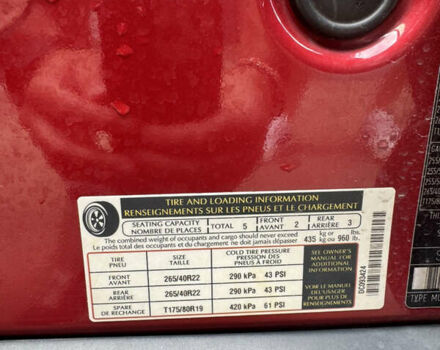 TIRE AND LOADING INFORMATION
RENSEIGNEMENTS SUR LES PNEUS ET LE CHARGEMENT
SEATING CAPACITY
NOMBRE DE PLACES
TOTAL 5
FRONT
AVANT 2
REAR
ARRIÈRE 3
The combined weight of occupants and cargo should never exceed
Le poids total des occupants et du chargement ne doit jamais dépasser
435 kg or
kg ou 960 lbs.
lb.
TIRE
PNEU
SIZE
TAILLE
COLD TIRE PRESSURE
PRESSION DES
PNEUS À FROID
SEE OWNER'S
MANUAL FOR
ADDITIONAL
INFORMATION
VOIR LE MANUEL
DE L'USAGER
POUR PLUS DE
RENSEIGNEMENTS
FRONT
AVANT 265/40R22 290 kPa 43 PSI
REAR
ARRIÈRE 265/40R22 290 kPa 43 PSI
SPARE
DE RECHANGE T175/80R19 420 kPa 61 PSI
DC093424
TYPE